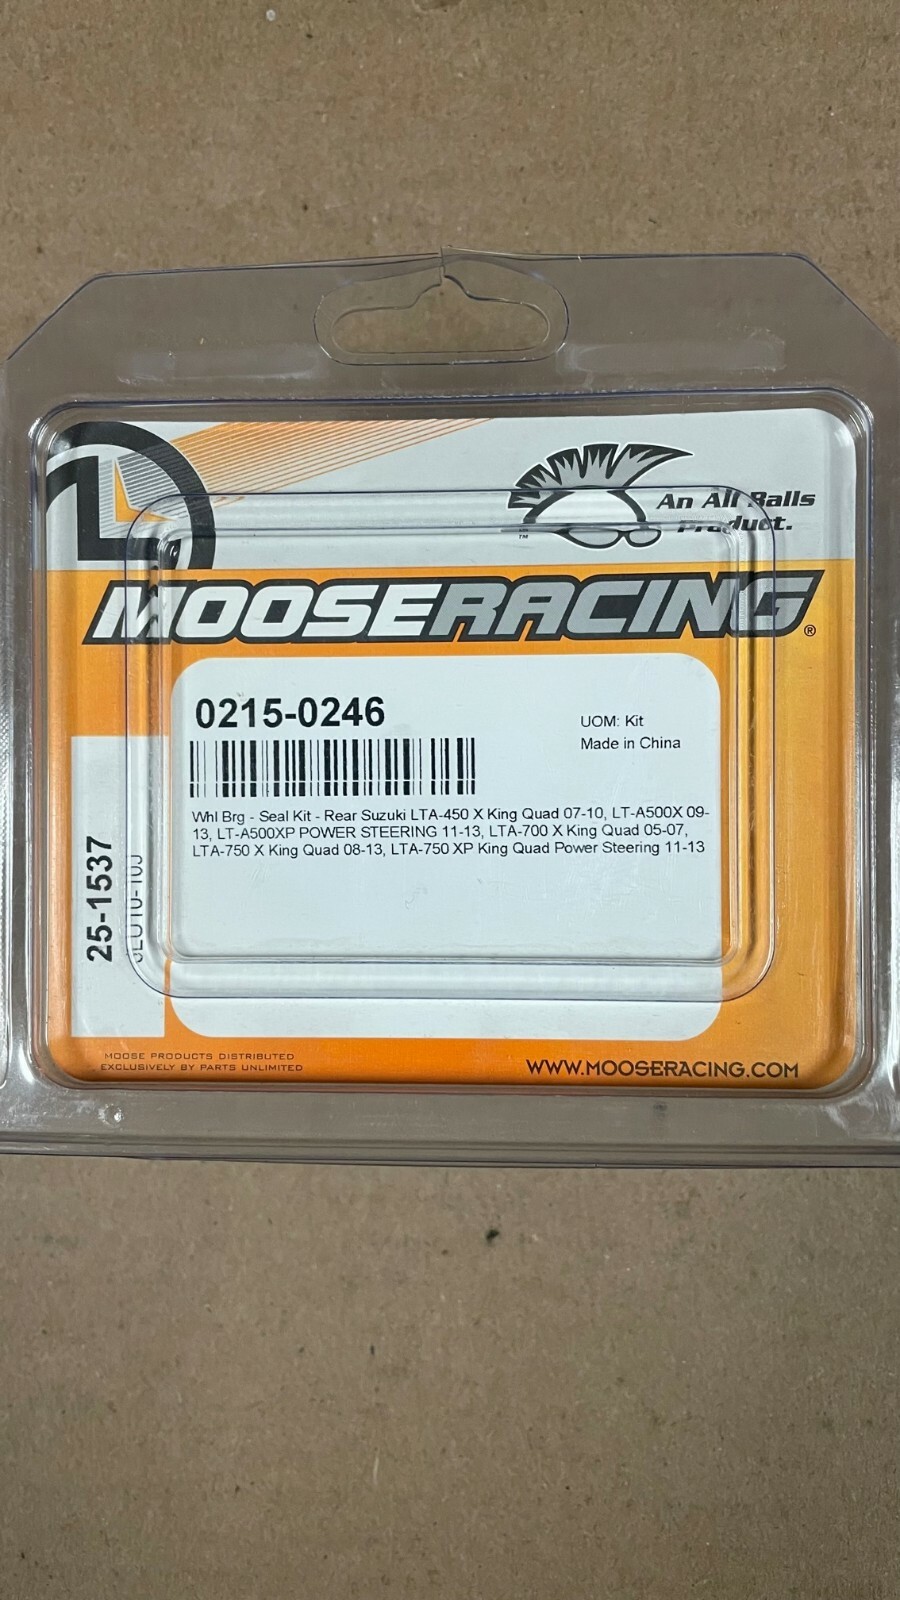 An All Balls
Product.
TM
MOOSERACING®
0215-0246
UOM: Kit
Made in China
Whl Brg - Seal Kit - Rear Suzuki LTA-450 X King Quad 07-10, LT-A500X 09-
13, LT-A500XP POWER STEERING 11-13, LTA-700 X King Quad 05-07,
LTA-750 X King Quad 08-13, LTA-750 XP King Quad Power Steering 11-13
25-1537
MOOSE PRODUCTS DISTRIBUTED
EXCLUSIVELY BY PARTS UNLIMITED
WWW.MOOSERACING.COM